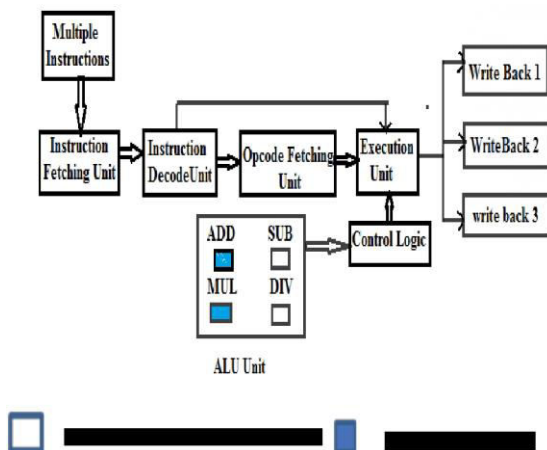 Multiple
Instructions
Write Back 1
Instruction
Fetching Unit
Instruction
DecodeUnit
Opcode Fetching
Unit
Execution
Unit
WriteBack 2
write back 3
ADD
SUB
Control Logic
MUL
DIV
ALU Unit